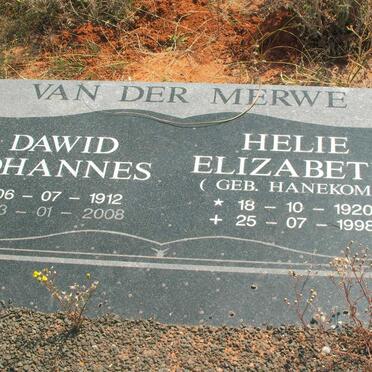 VAN DER MERWE
DAWID
OHANNES
06 - 07 - 1912
3 - 01 - 2008
HELIE
ELIZABET
( GEB. HANEKOM
* 18 - 10 - 1920
+ 25 - 07 - 1998